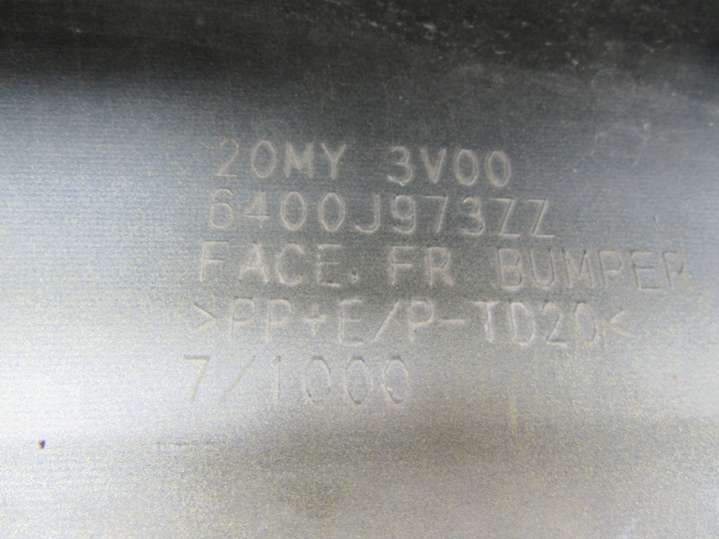 20MY 3V00
6400J973ZZ
FACE, FR BUMPER
>PP+E/P-TD20<
7/1000